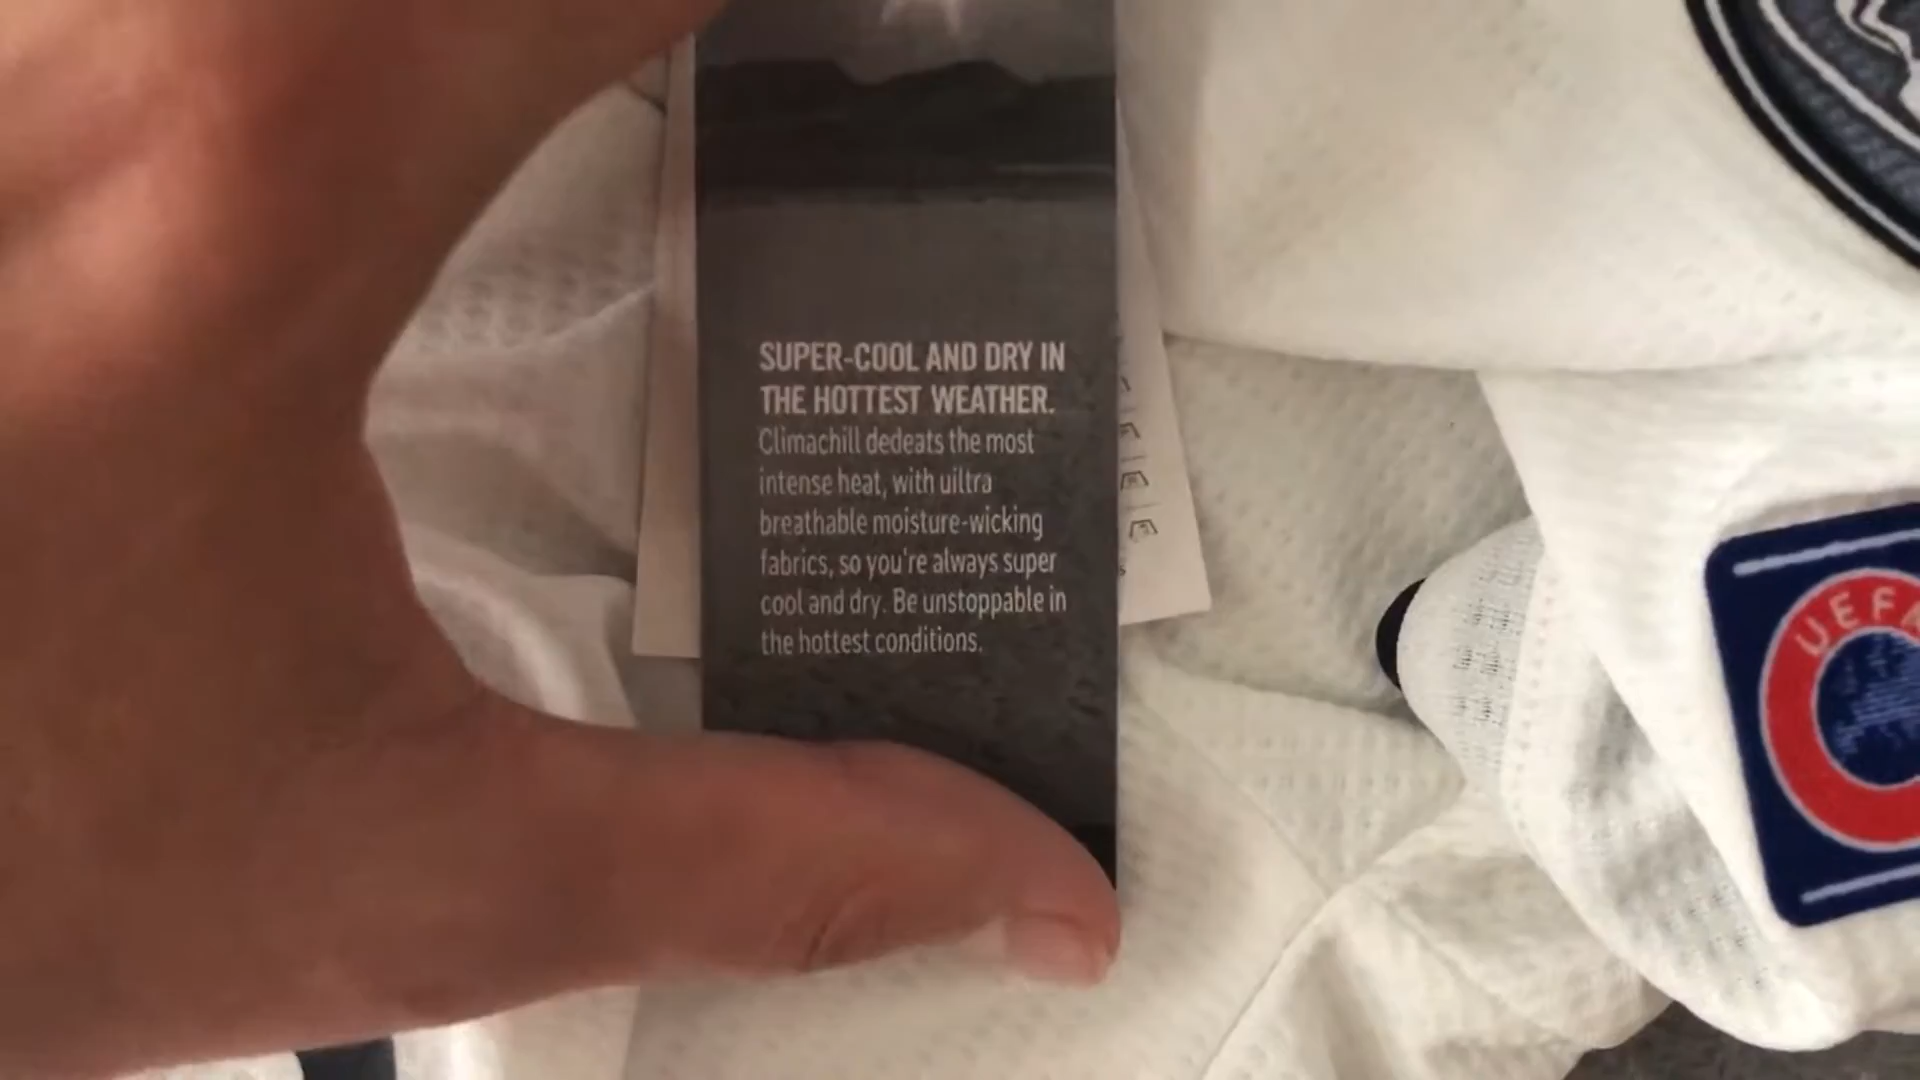 SUPER-COOL AND DRY IN
THE HOTTEST WEATHER.
Climachill dedeats the most
intense heat, with uiltra
breathable moisture-wicking
fabrics, so you're always super
cool and dry. Be unstoppable in
the hottest conditions.
UEFA